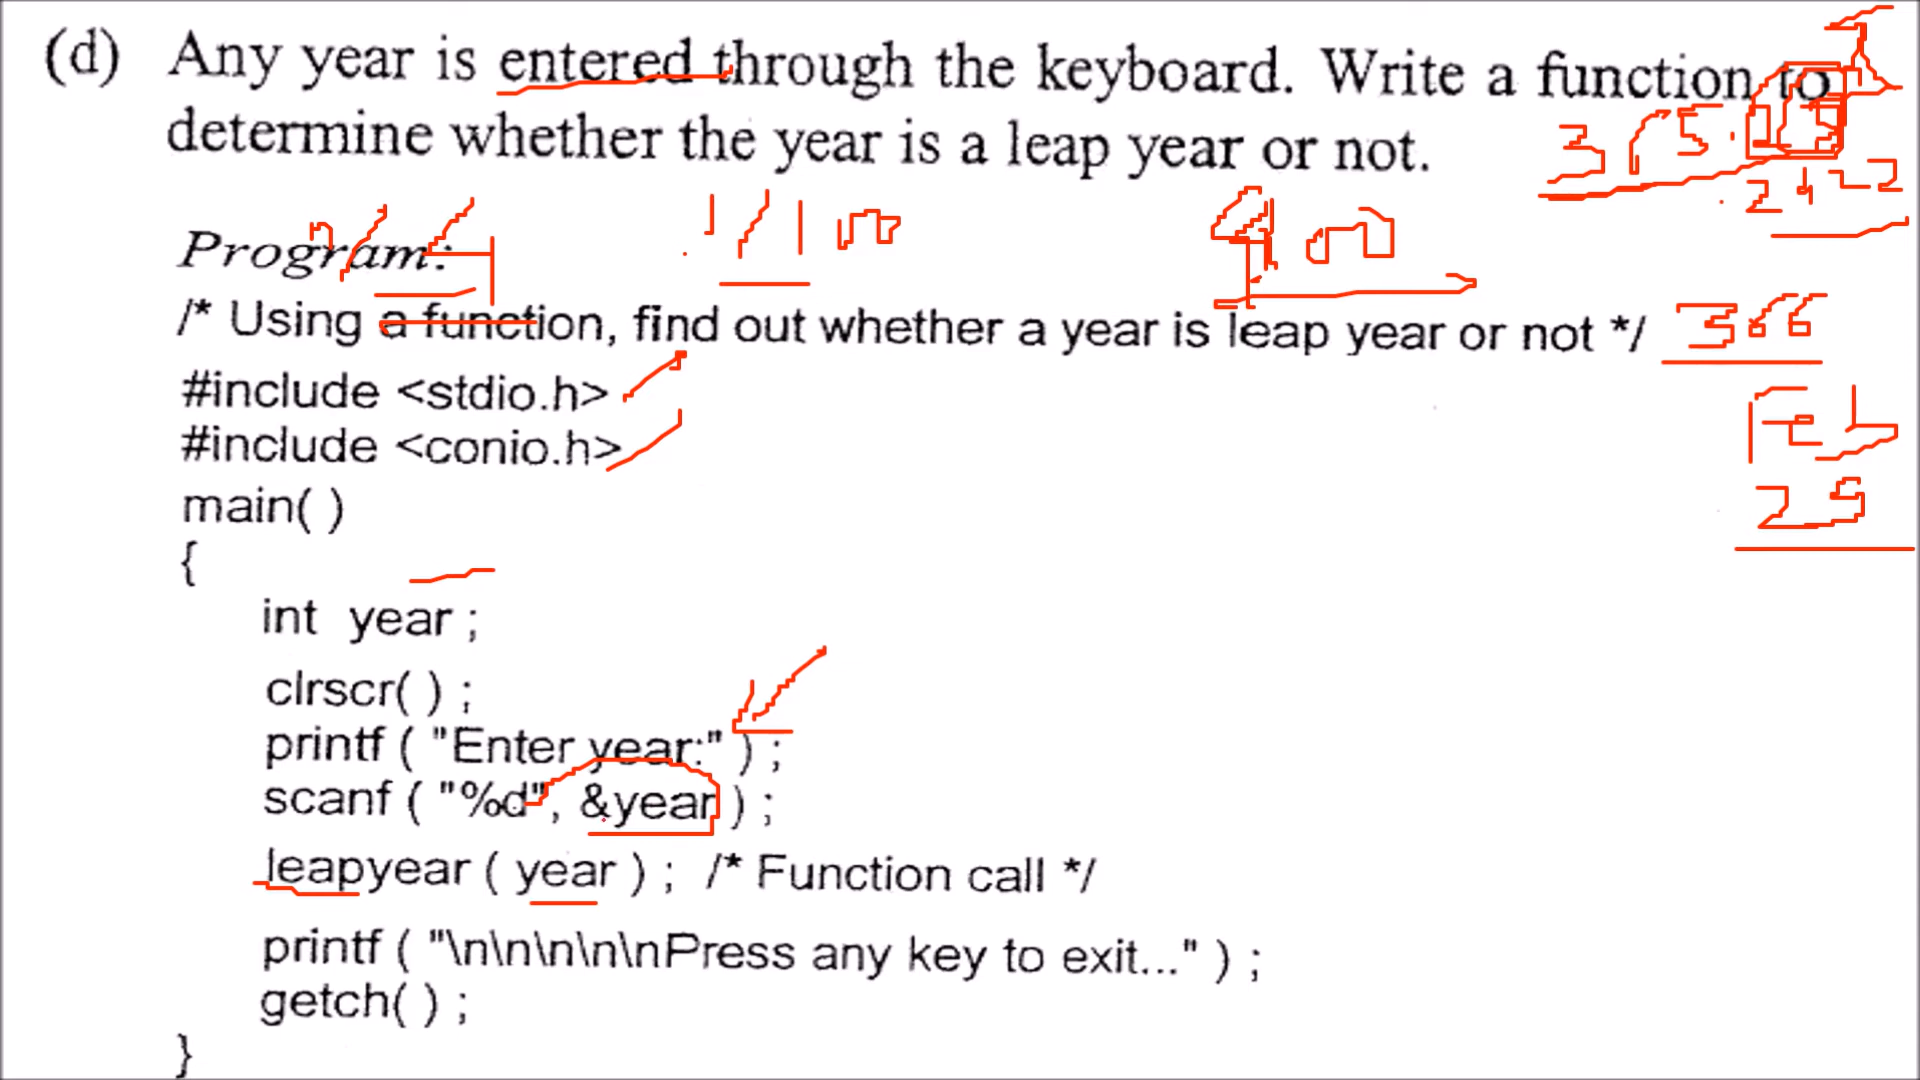 (d) Any year is entered through the keyboard. Write a function to
determine whether the year is a leap year or not.
Program:
/* Using a function, find out whether a year is leap year or not */ 366
#include <stdio.h>
#include <conio.h>
Feb
main( )
{
int year ;
clrscr( ) ;
printf ( "Enter year:" ) ;
scanf ( "%d", &year ) ;
leapyear ( year ) ; /* Function call */
printf ( "\n\n\n\n\nPress any key to exit..." ) ;
getch( ) ;
}